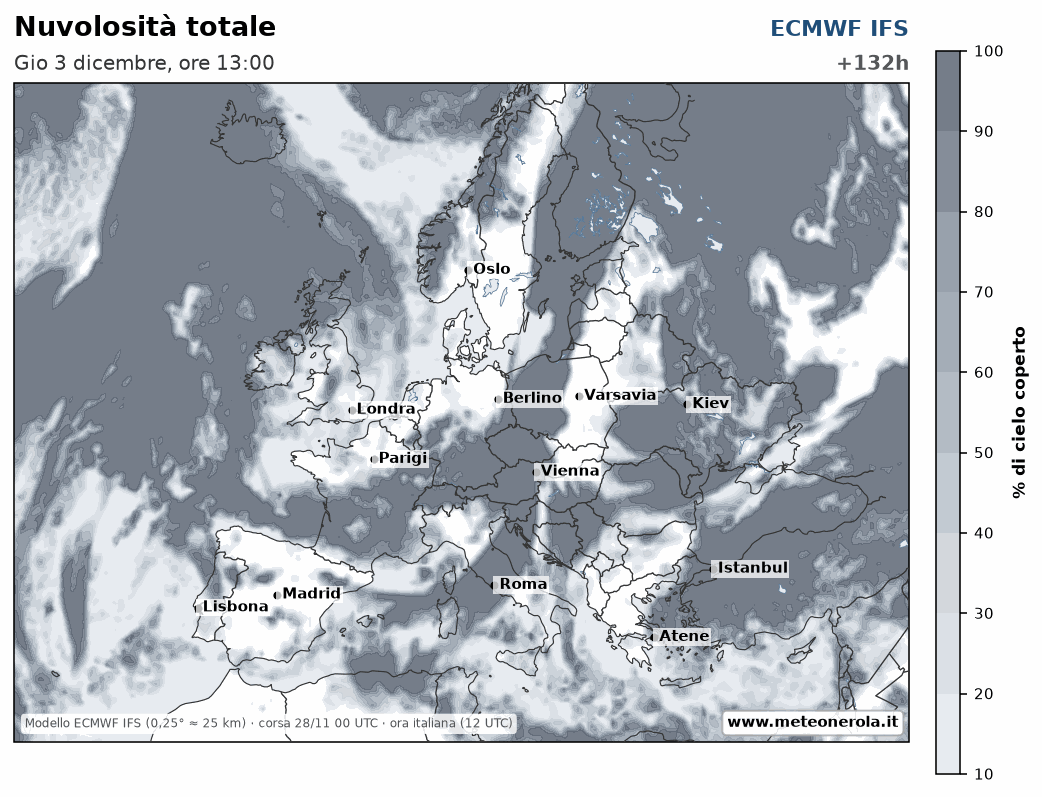 Nuvolosità totale
ECMWF IFS
Gio 3 dicembre, ore 13:00
+132h
100
90
80
70
60
50
40
30
20
10
% di cielo coperto
Oslo
Londra
Berlino
Varsavia
Kiev
Parigi
Vienna
Istanbul
Roma
Madrid
Lisbona
Atene
Modello ECMWF IFS (0,25° ≈ 25 km) · corsa 28/11 00 UTC · ora italiana (12 UTC)
www.meteonerola.it